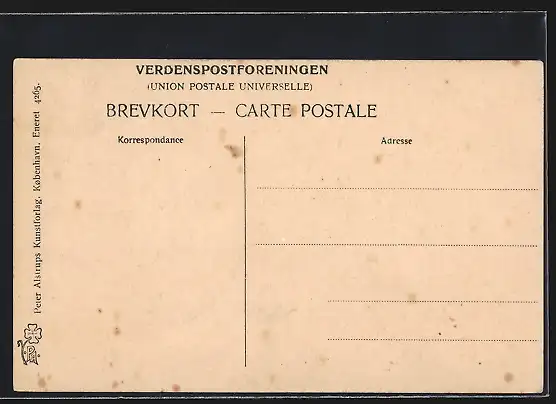 VERDENSPOSTFORENINGEN
(UNION POSTALE UNIVERSELLE)
BREVKORT — CARTE POSTALE
Korrespondance
Adresse
Peter Alstrups Kunstforlag, København. Eneret 4265.